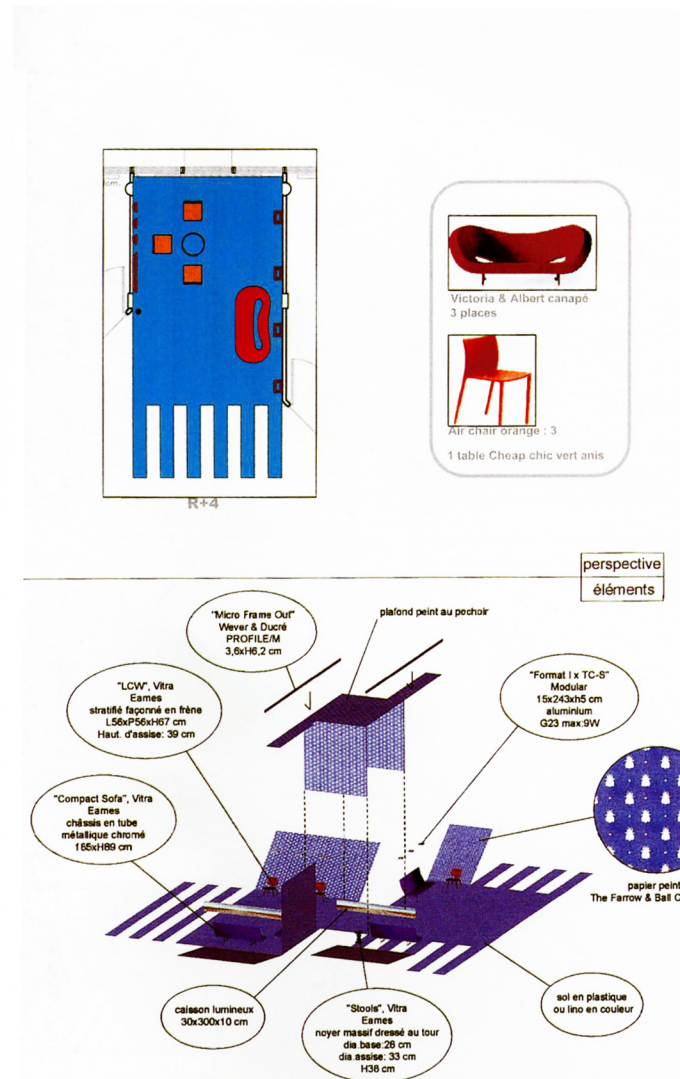 cm.
R+4
Victoria & Albert canapé
3 places
Air chair orange : 3
1 table Cheap chic vert anis
perspective
éléments
"Micro Frame Out"
Wever & Ducré
PROFILE/M
3,6xH6,2 cm
plafond peint au pochoir
"LCW", Vitra
Eames
stratifié façonné en frêne
L56xP56xH67 cm
Haut. d'assise: 39 cm
"Format I x TC-S"
Modular
15x243xh5 cm
aluminium
G23 max:9W
"Compact Sofa", Vitra
Eames
châssis en tube
métallique chromé
165xH89 cm
papier peint
The Farrow & Ball C
caisson lumineux
30x300x10 cm
"Stools", Vitra
Eames
noyer massif dressé au tour
dia.base:28 cm
dia.assise: 33 cm
H38 cm
sol en plastique
ou lino en couleur